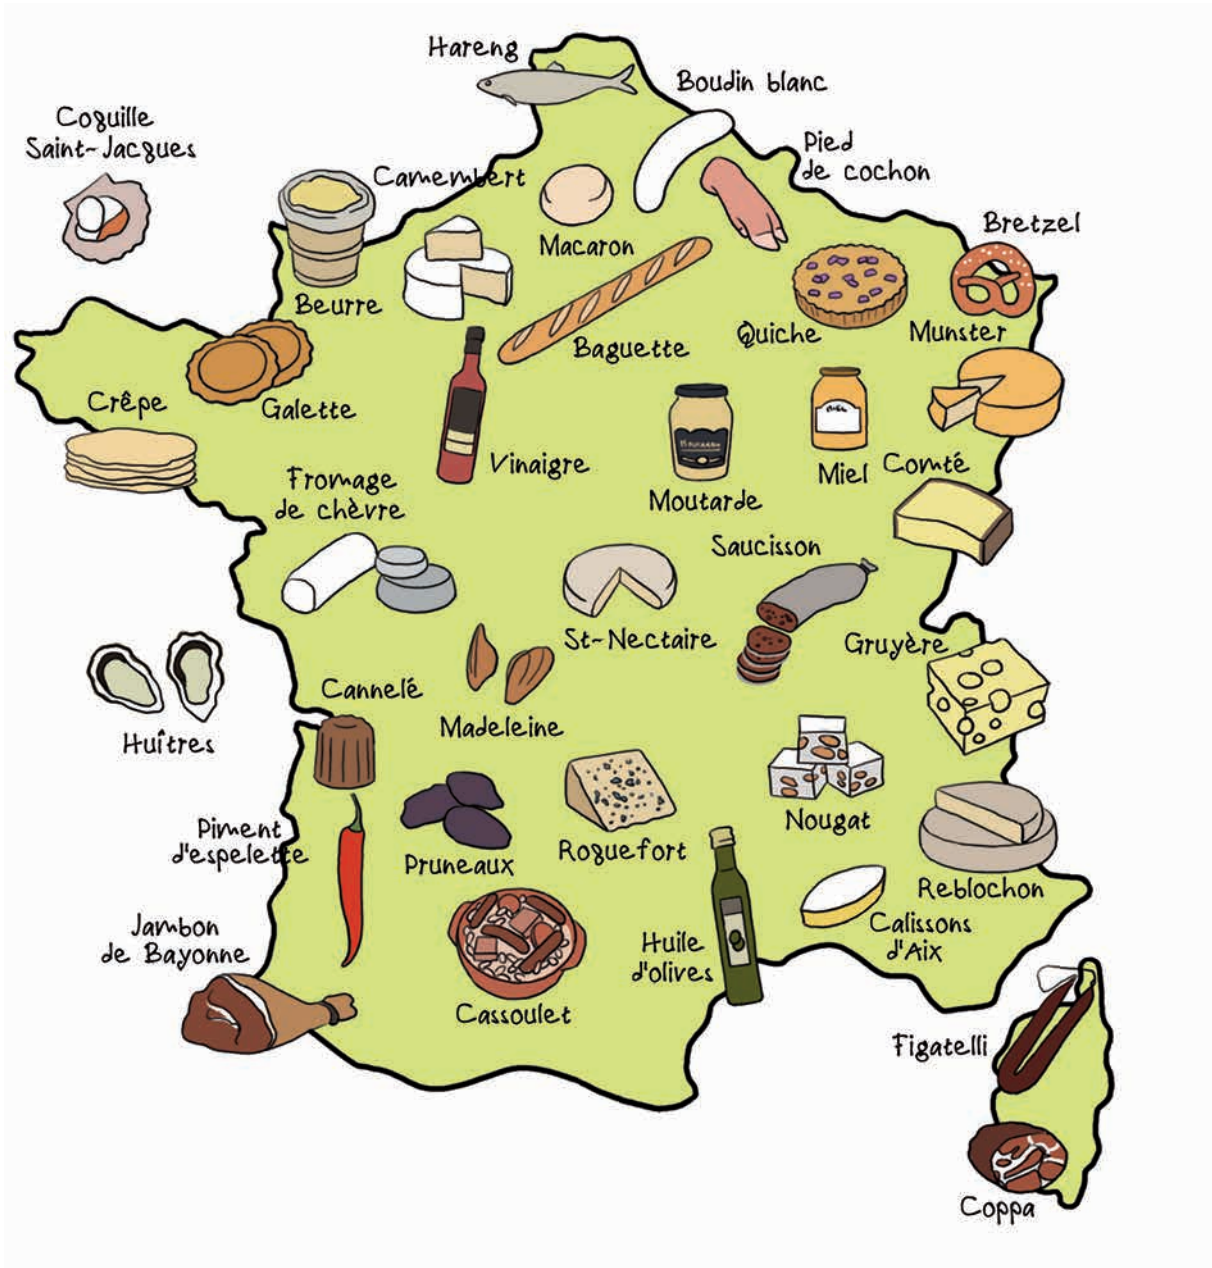 Hareng
Boudin blanc
Coquille
Saint-Jacques
Pied
de cochon
Camembert
Bretzel
Macaron
Beurre
Quiche
Munster
Baguette
Crêpe
Galette
Vinaigre
Miel
Comté
Fromage
de chèvre
Moutarde
Moutarde
Saucisson
St-Nectaire
Gruyère
Cannelé
Madeleine
Huîtres
Nougat
Piment
d'espelette
Pruneaux
Roquefort
Reblochon
Jambon
de Bayonne
Calissons
d'Aix
Huile
d'olives
Cassoulet
Figatelli
Coppa